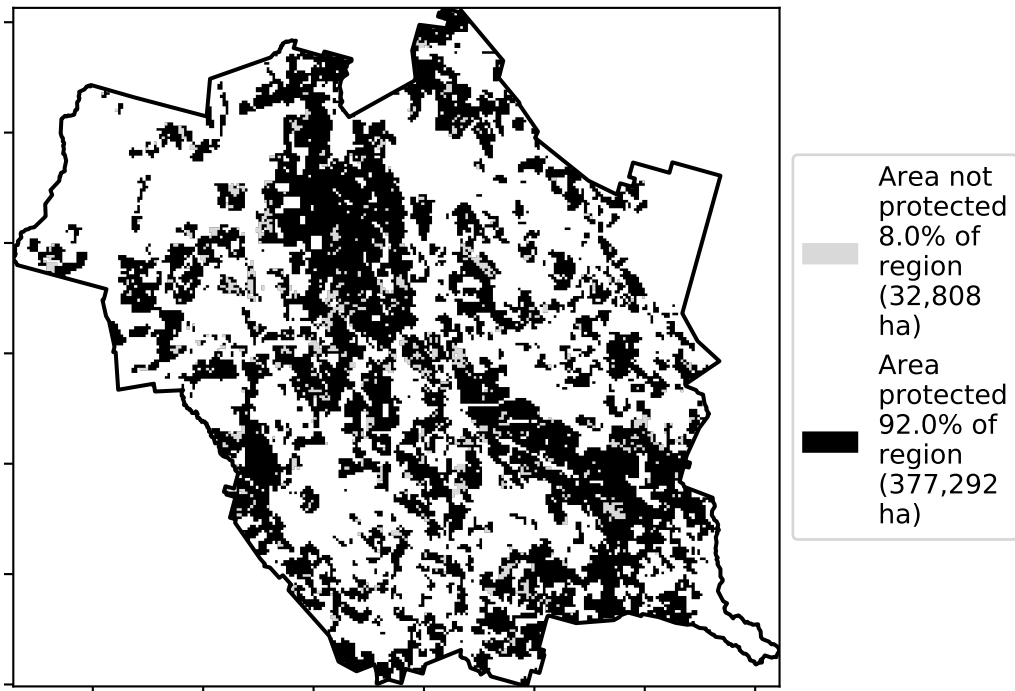 Area not
protected
8.0% of
region
(32,808
ha)
Area
protected
92.0% of
region
(377,292
ha)